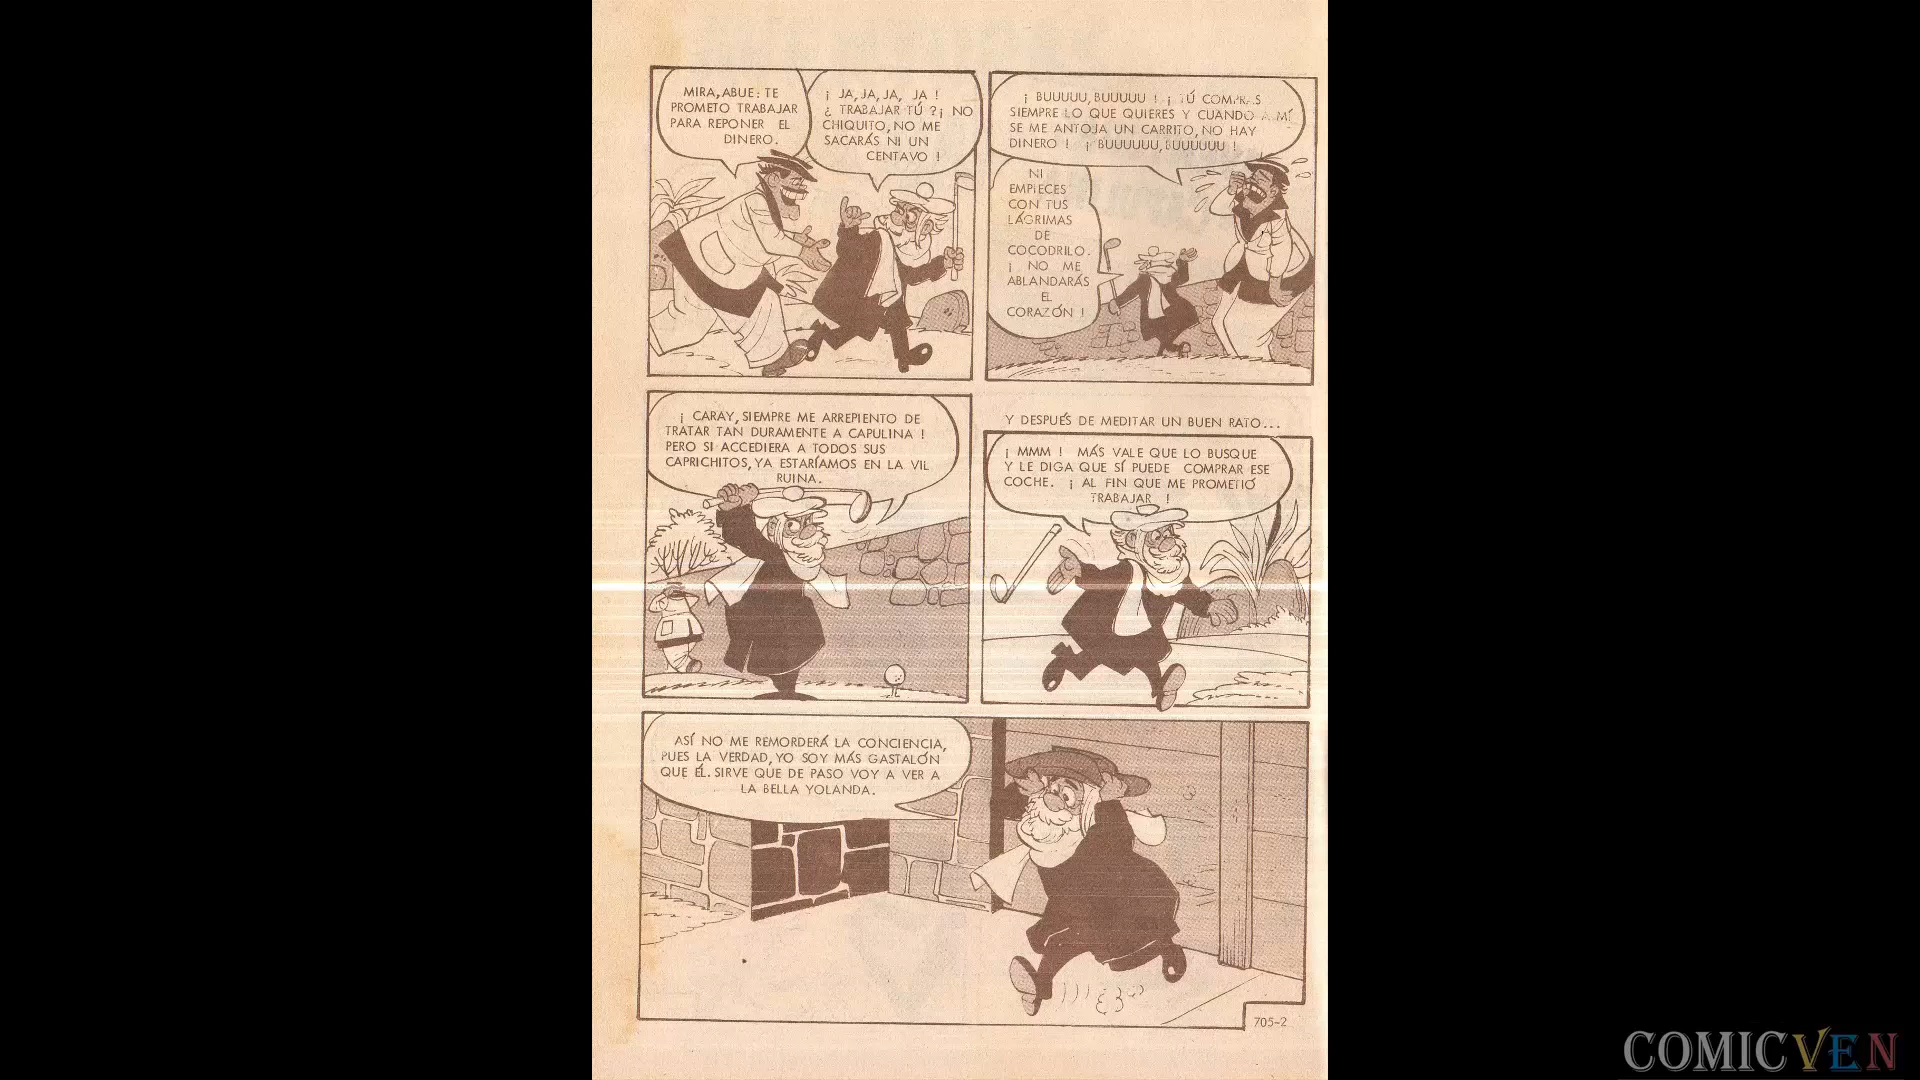 MIRA, ABUE: TE
PROMETO TRABAJAR
PARA REPONER EL
DINERO.
¡ JA, JA, JA, JA !
¿ TRABAJAR TÚ ? ¡ NO
CHIQUITO, NO ME
SACARÁS NI UN
CENTAVO !
¡ BUUUUU, BUUUUU ! ¡ TÚ COMPRAS
SIEMPRE LO QUE QUIERES Y CUANDO A MÍ
SE ME ANTOJA UN CARRITO, NO HAY
DINERO ! ¡ BUUUUUU, BUUUUUU !
NI
EMPIECES
CON TUS
LÁGRIMAS
DE
COCODRILO.
¡ NO ME
ABLANDARÁS
EL
CORAZÓN !
¡ CARAY, SIEMPRE ME ARREPIENTO DE
TRATAR TAN DURAMENTE A CAPULINA !
PERO SI ACCEDIERA A TODOS SUS
CAPRICHITOS, YA ESTARÍAMOS EN LA VIL
RUINA.
Y DESPUÉS DE MEDITAR UN BUEN RATO...
¡ MMM ! MÁS VALE QUE LO BUSQUE
Y LE DIGA QUE SÍ PUEDE COMPRAR ESE
COCHE. ¡ AL FIN QUE ME PROMETIÓ
TRABAJAR !
ASÍ NO ME REMORDERÁ LA CONCIENCIA,
PUES LA VERDAD, YO SOY MÁS GASTALÓN
QUE ÉL. SIRVE QUE DE PASO VOY A VER A
LA BELLA YOLANDA.
705-2
COMICVEN